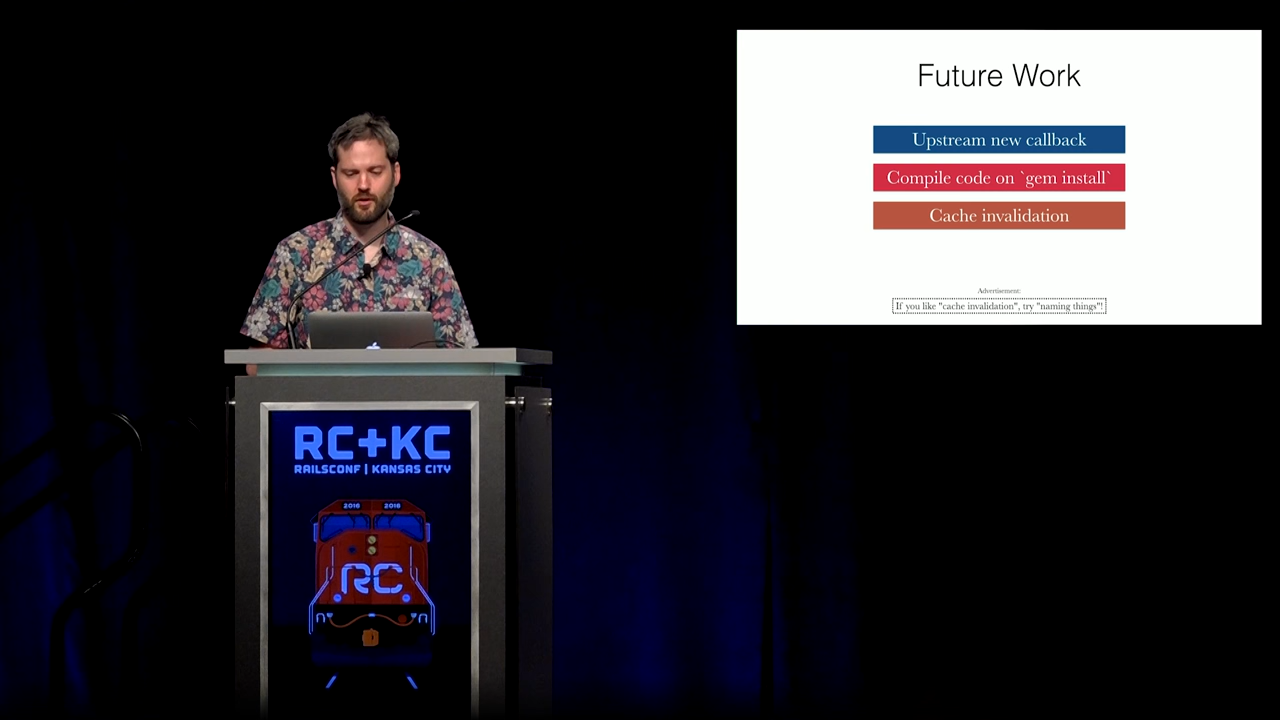 Future Work
Upstream new callback
Compile code on `gem install`
Cache invalidation
Advertisement:
If you like "cache invalidation", try "naming things"!
RC+KC
RAILSCONF | KANSAS CITY
2016 2016
RC